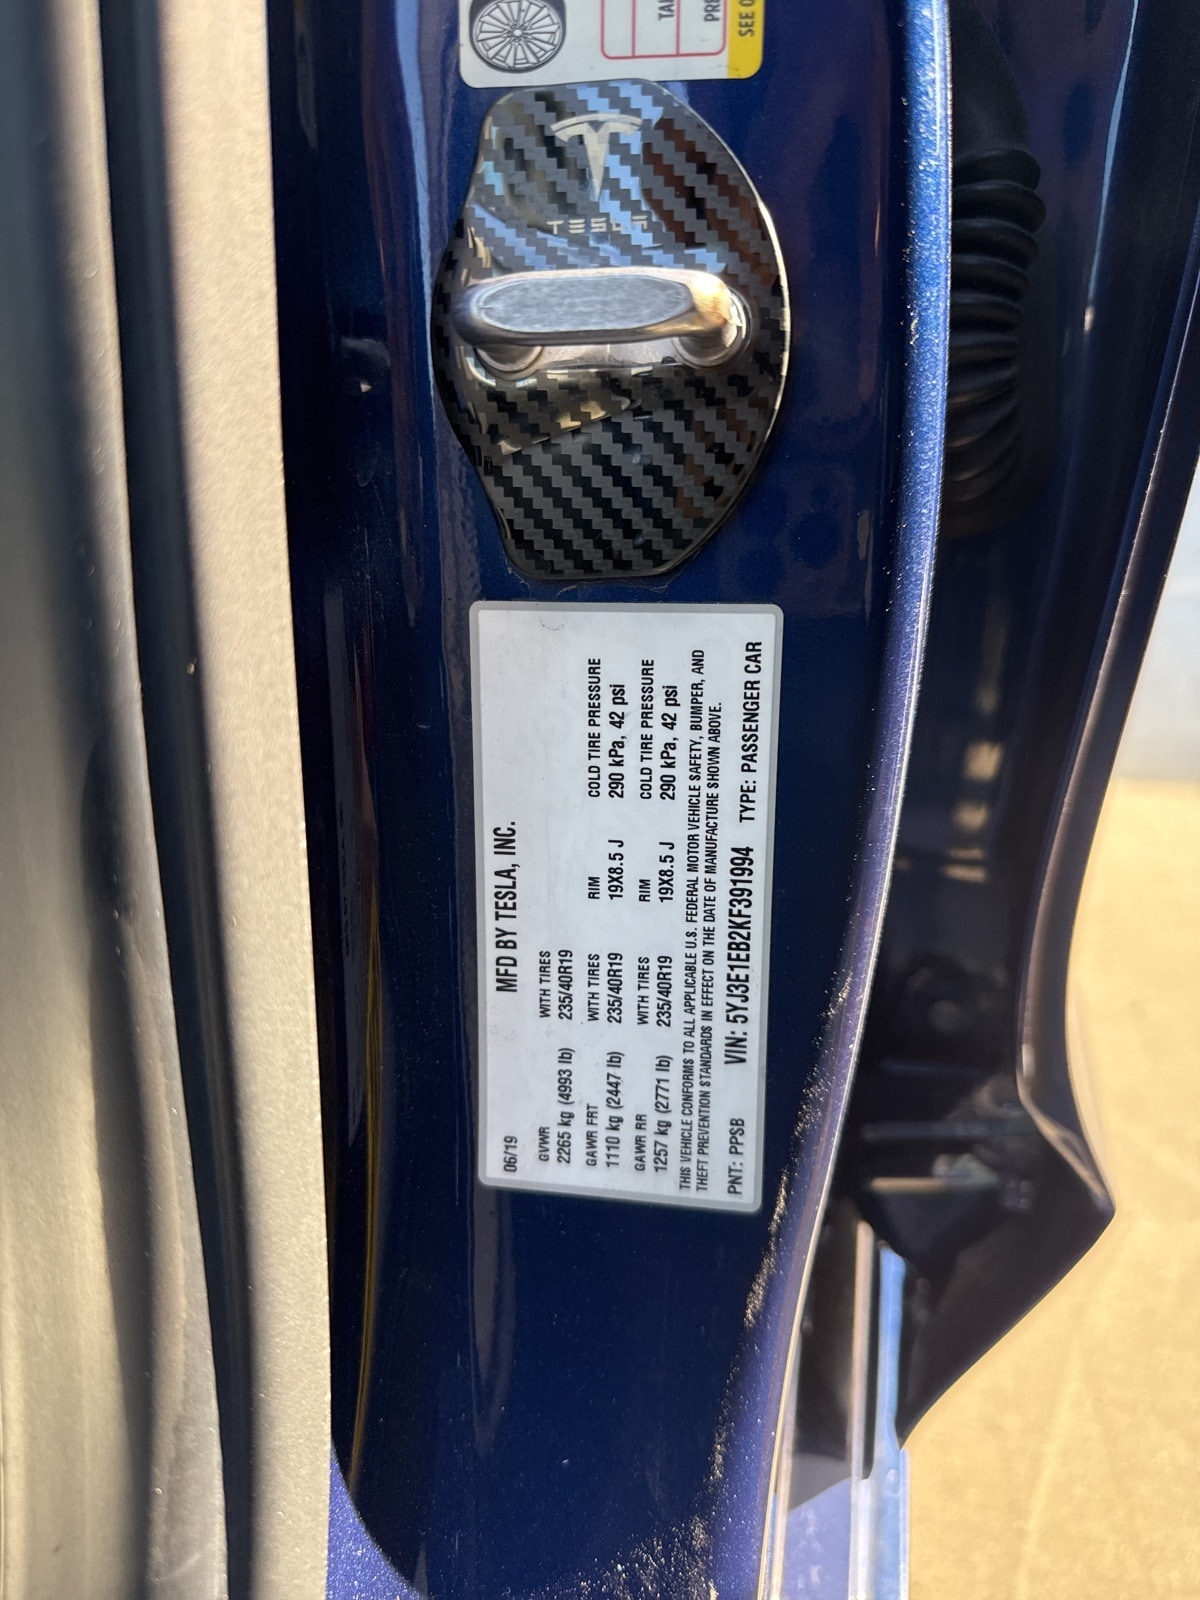 TESLA
MFD BY TESLA, INC.
06/19
GVWR WITH TIRES
2265 kg (4993 lb) 235/40R19
GAWR FRT WITH TIRES RIM COLD TIRE PRESSURE
1110 kg (2447 lb) 235/40R19 19X8.5 J 290 kPa, 42 psi
GAWR RR WITH TIRES RIM COLD TIRE PRESSURE
1257 kg (2771 lb) 235/40R19 19X8.5 J 290 kPa, 42 psi
THIS VEHICLE CONFORMS TO ALL APPLICABLE U.S. FEDERAL MOTOR VEHICLE SAFETY, BUMPER, AND
THEFT PREVENTION STANDARDS IN EFFECT ON THE DATE OF MANUFACTURE SHOWN ABOVE.
PNT: PPSB VIN: 5YJ3E1EB2KF391994 TYPE: PASSENGER CAR
SEE